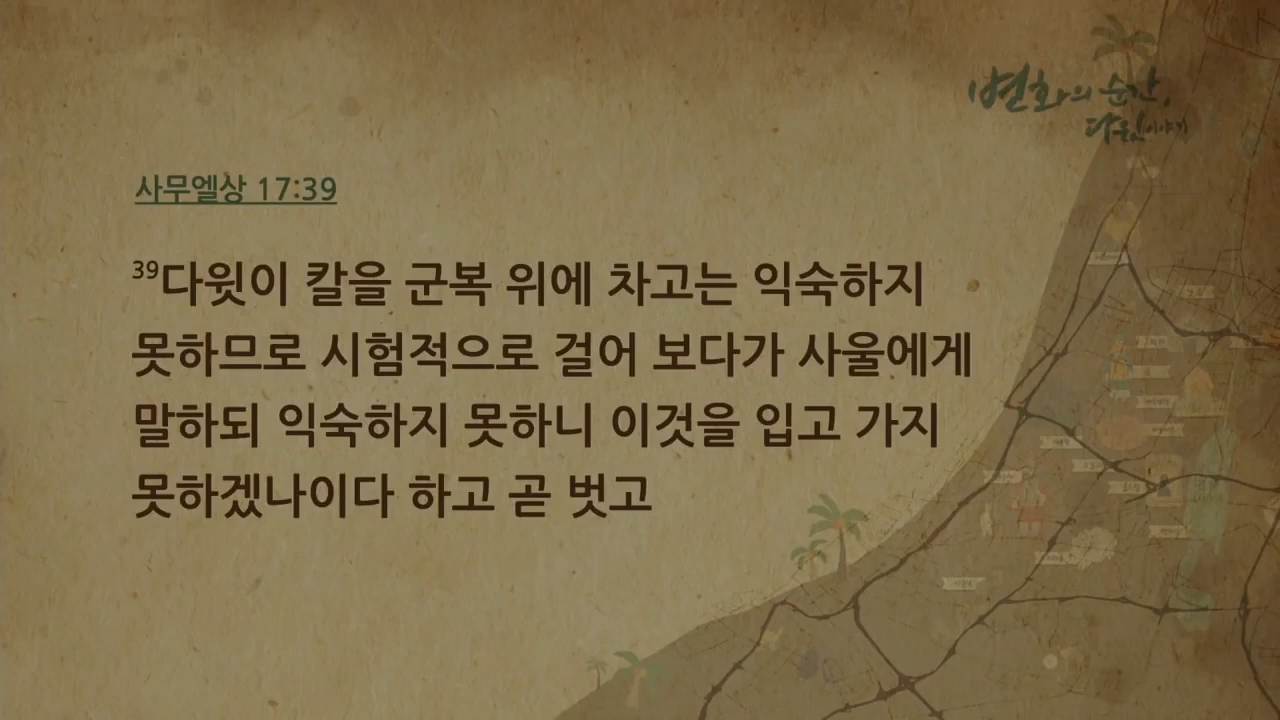 변화의 순간,
다윗이야기
사무엘상 17:39
39다윗이 칼을 군복 위에 차고는 익숙하지
못하므로 시험적으로 걸어 보다가 사울에게
말하되 익숙하지 못하니 이것을 입고 가지
못하겠나이다 하고 곧 벗고